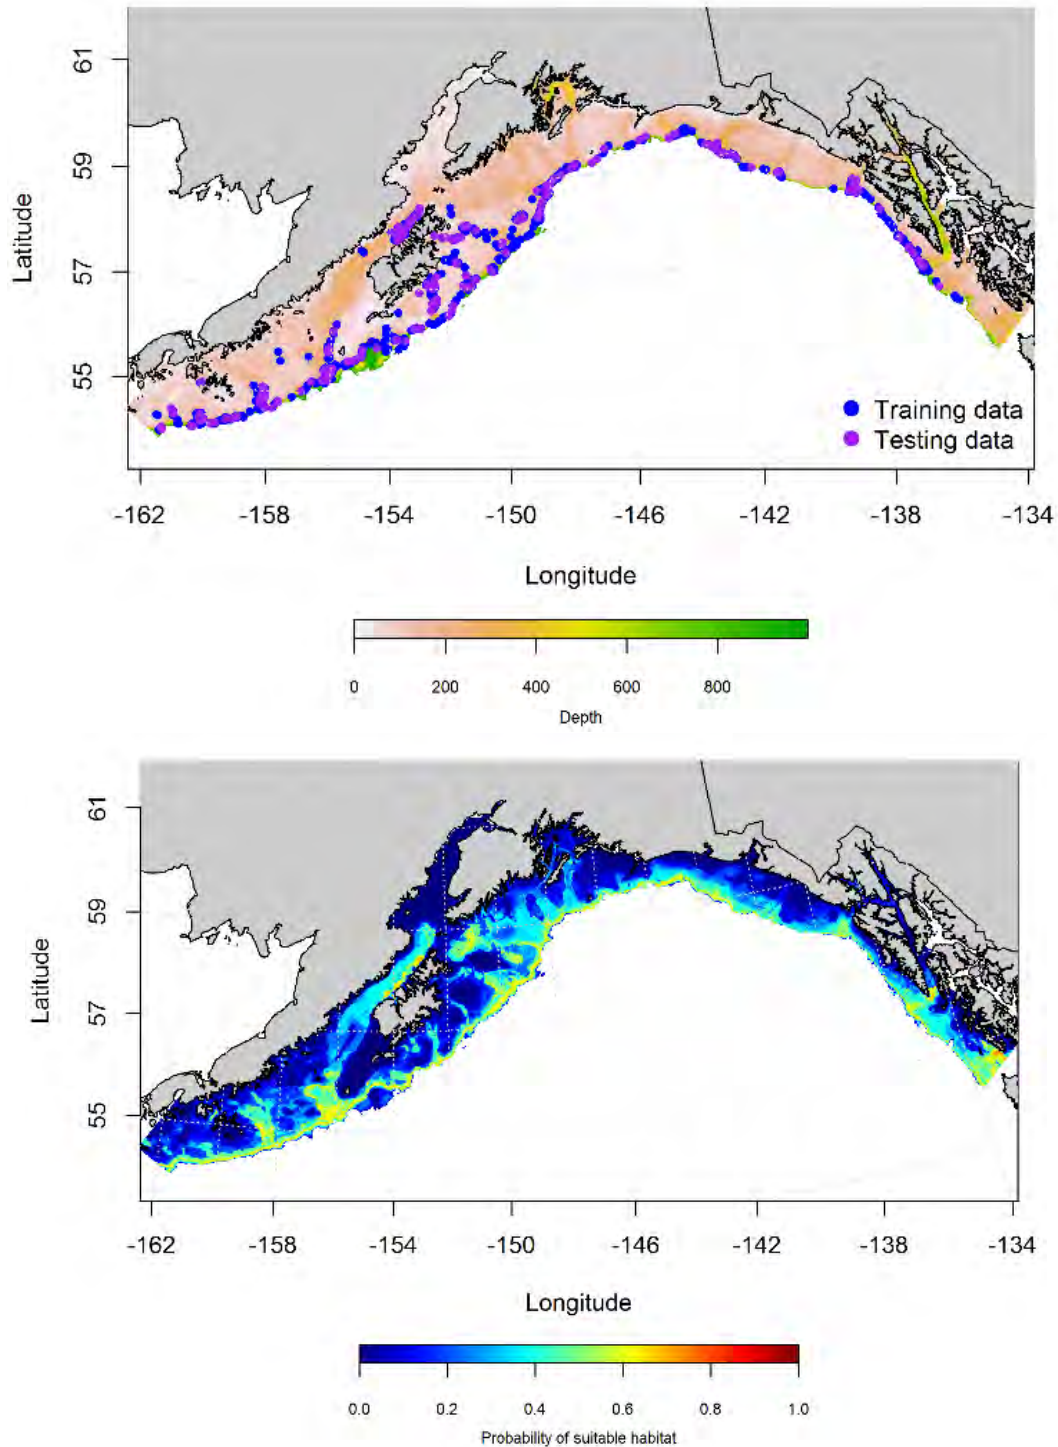 61
59
57
55
Latitude
Training data
Testing data
-162 -158 -154 -150 -146 -142 -138 -134
Longitude
0 200 400 600 800
Depth
61
59
57
55
Latitude
-162 -158 -154 -150 -146 -142 -138 -134
Longitude
0.0 0.2 0.4 0.6 0.8 1.0
Probability of suitable habitat